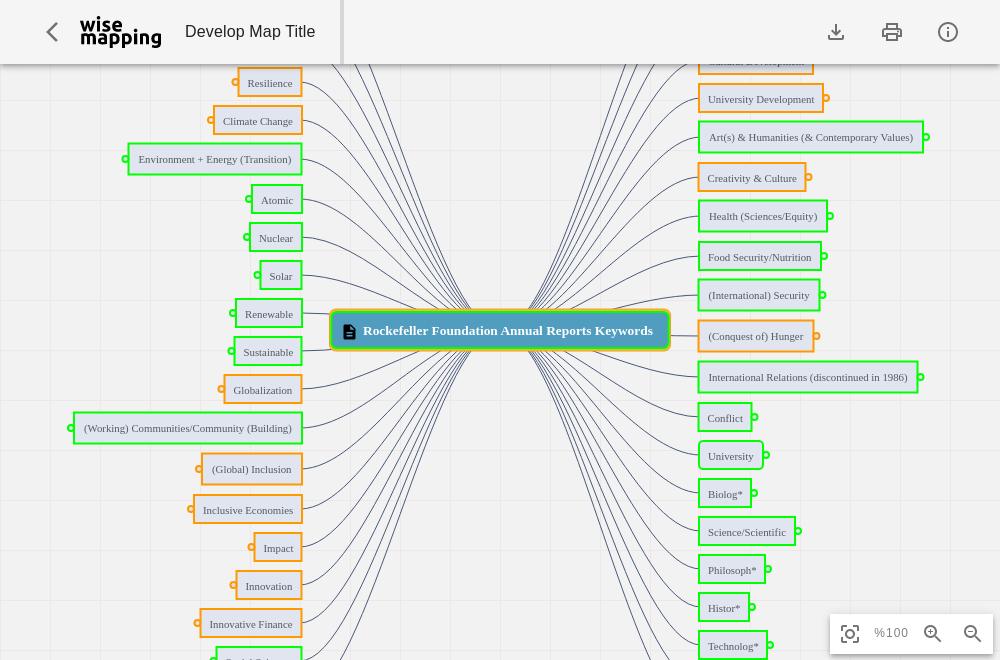 wise mapping
Develop Map Title
Resilience
Climate Change
Environment + Energy (Transition)
Atomic
Nuclear
Solar
Renewable
Sustainable
Globalization
(Working) Communities/Community (Building)
(Global) Inclusion
Inclusive Economies
Impact
Innovation
Innovative Finance
Rockefeller Foundation Annual Reports Keywords
University Development
Art(s) & Humanities (& Contemporary Values)
Creativity & Culture
Health (Sciences/Equity)
Food Security/Nutrition
(International) Security
(Conquest of) Hunger
International Relations (discontinued in 1986)
Conflict
University
Biolog*
Science/Scientific
Philosoph*
Histor*
Technolog*
%100